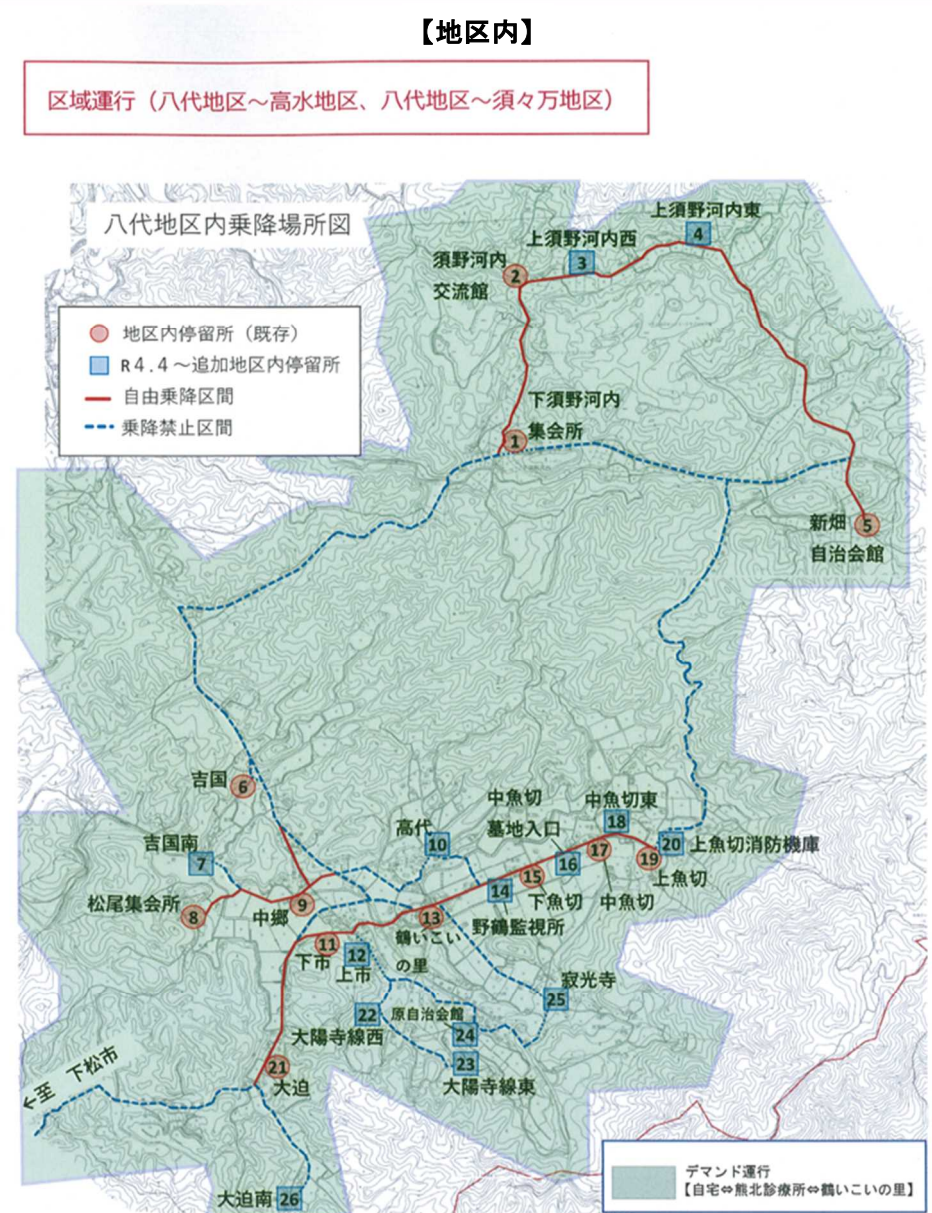 【地区内】
区域運行（八代地区～高水地区、八代地区～須々万地区）
八代地区内乗降場所図
地区内停留所（既存）
R4.4～追加地区内停留所
自由乗降区間
乗降禁止区間
上須野河内東
4
上須野河内西
3
須野河内
交流館
2
下須野河内
集会所
1
新畑
自治会館
5
吉国
6
吉国南
7
松尾集会所
8
中郷
9
高代
10
中魚切
墓地入口
16
中魚切東
18
20
上魚切消防機庫
19
上魚切
17
中魚切
15
下魚切
14
野鶴監視所
13
鶴いこい
の里
11
下市
12
上市
寂光寺
25
22
大陽寺線西
原自治会館
24
23
大陽寺線東
21
大迫
←至 下松市
大迫南
26
デマンド運行
【自宅⇔熊北診療所⇔鶴いこいの里】